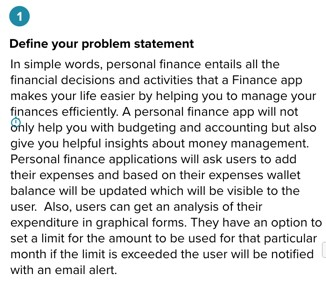 1
Define your problem statement
In simple words, personal finance entails all the
financial decisions and activities that a Finance app
makes your life easier by helping you to manage your
finances efficiently. A personal finance app will not
only help you with budgeting and accounting but also
give you helpful insights about money management.
Personal finance applications will ask users to add
their expenses and based on their expenses wallet
balance will be updated which will be visible to the
user.  Also, users can get an analysis of their
expenditure in graphical forms. They have an option to
set a limit for the amount to be used for that particular
month if the limit is exceeded the user will be notified
with an email alert.